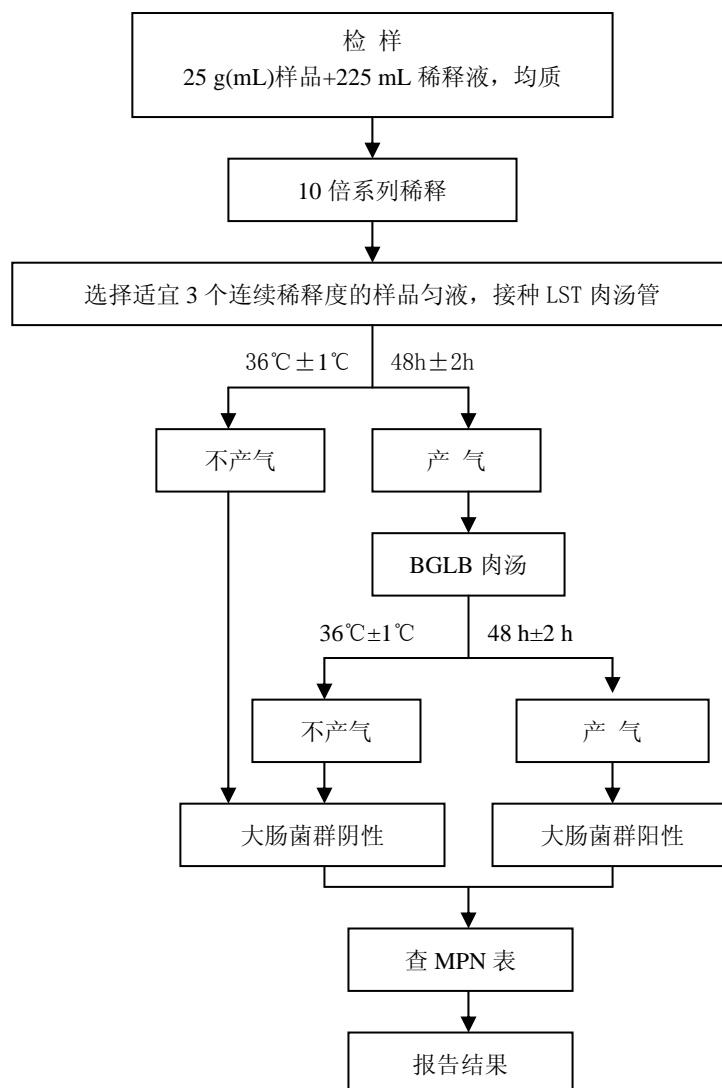 检 样
25 g(mL)样品+225 mL 稀释液，均质
10 倍系列稀释
选择适宜 3 个连续稀释度的样品匀液，接种 LST 肉汤管
36℃±1℃ 48h±2h
不产气 产 气
BGLB 肉汤
36℃±1℃ 48 h±2 h
不产气 产 气
大肠菌群阴性 大肠菌群阳性
查 MPN 表
报告结果